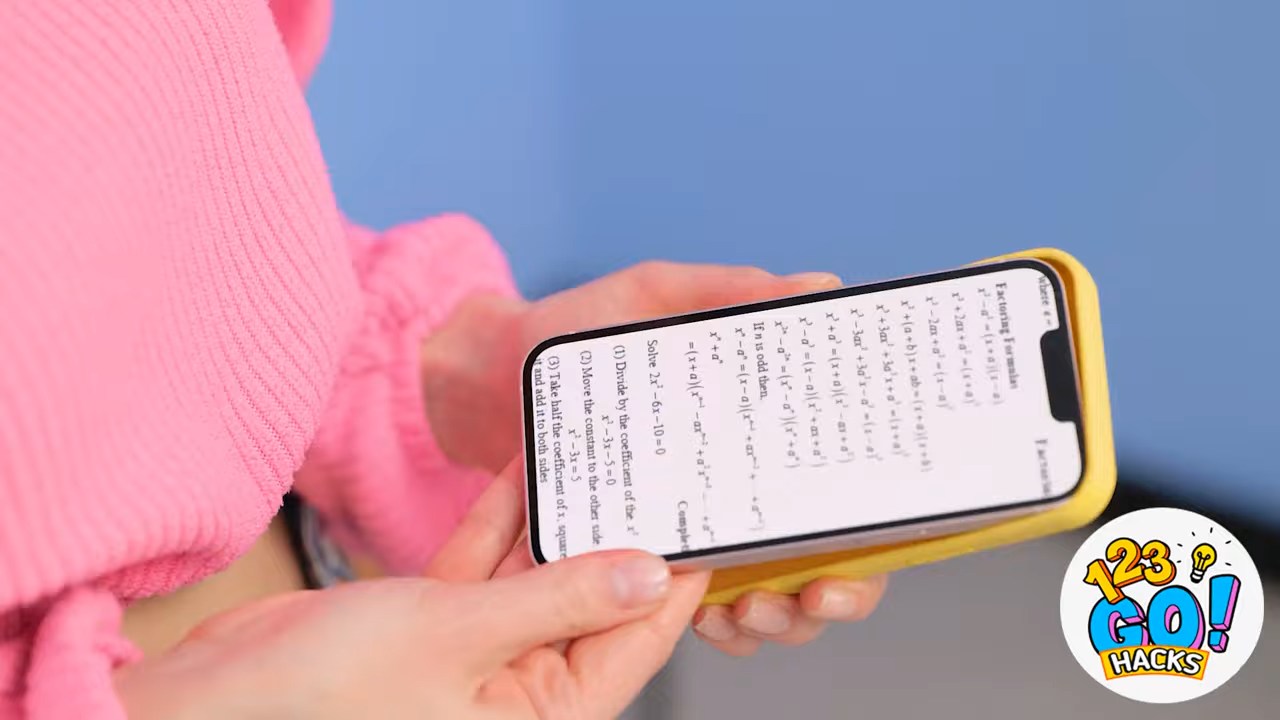 where a =
Factoring Formulas
x² - a² = (x + a)(x - a)
x² + 2ax + a² = (x + a)²
x² - 2ax + a² = (x - a)²
x² + (a + b)x + ab = (x + a)(x + b)
x³ + 3ax² + 3a²x + a³ = (x + a)³
x³ - 3ax² + 3a²x - a³ = (x - a)³
x³ + a³ = (x + a)(x² - ax + a²)
x³ - a³ = (x - a)(x² + ax + a²)
x²ⁿ - a²ⁿ = (xⁿ - aⁿ)(xⁿ + aⁿ)
If n is odd then,
xⁿ - aⁿ = (x - a)(xⁿ⁻¹ + axⁿ⁻² + ... + aⁿ⁻¹)
xⁿ + aⁿ
= (x + a)(xⁿ⁻¹ - axⁿ⁻² + a²xⁿ⁻³ - ... + aⁿ⁻¹
Complet
Solve 2x² - 6x - 10 = 0
(1) Divide by the coefficient of the x²
x² - 3x - 5 = 0
(2) Move the constant to the other side
x² - 3x = 5
(3) Take half the coefficient of x, square
it and add it to both sides
123
GO!
HACKS